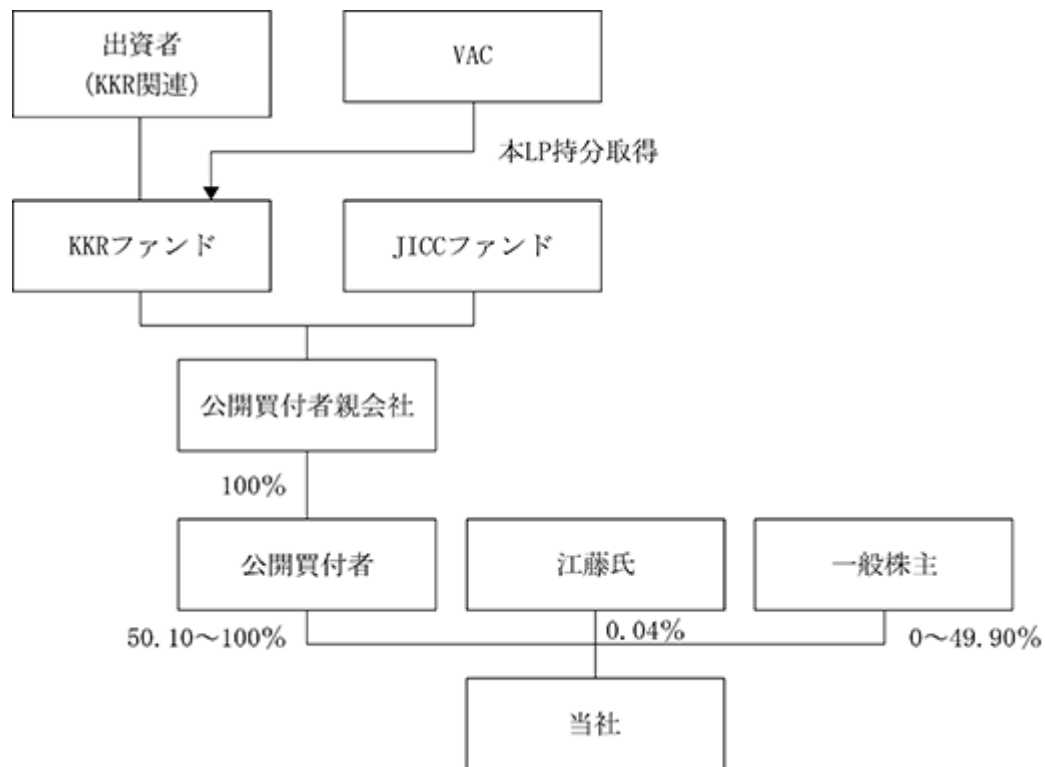 出資者
(KKR関連)
VAC
本LP持分取得
KKRファンド
JICCファンド
公開買付者親会社
100%
公開買付者
江藤氏
一般株主
50.10～100%
0.04%
0～49.90%
当社